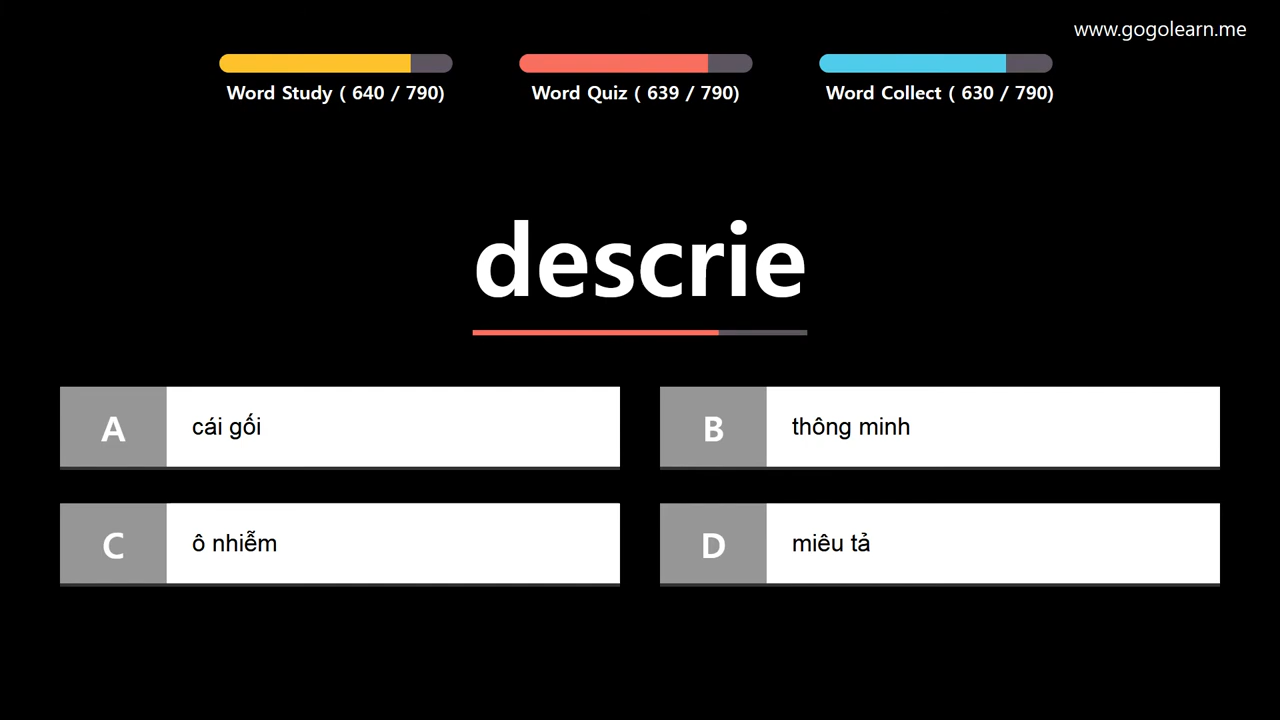 www.gogolearn.me
Word Study ( 640 / 790)
Word Quiz ( 639 / 790)
Word Collect ( 630 / 790)
descrie
A
cái gối
B
thông minh
C
ô nhiễm
D
miêu tả